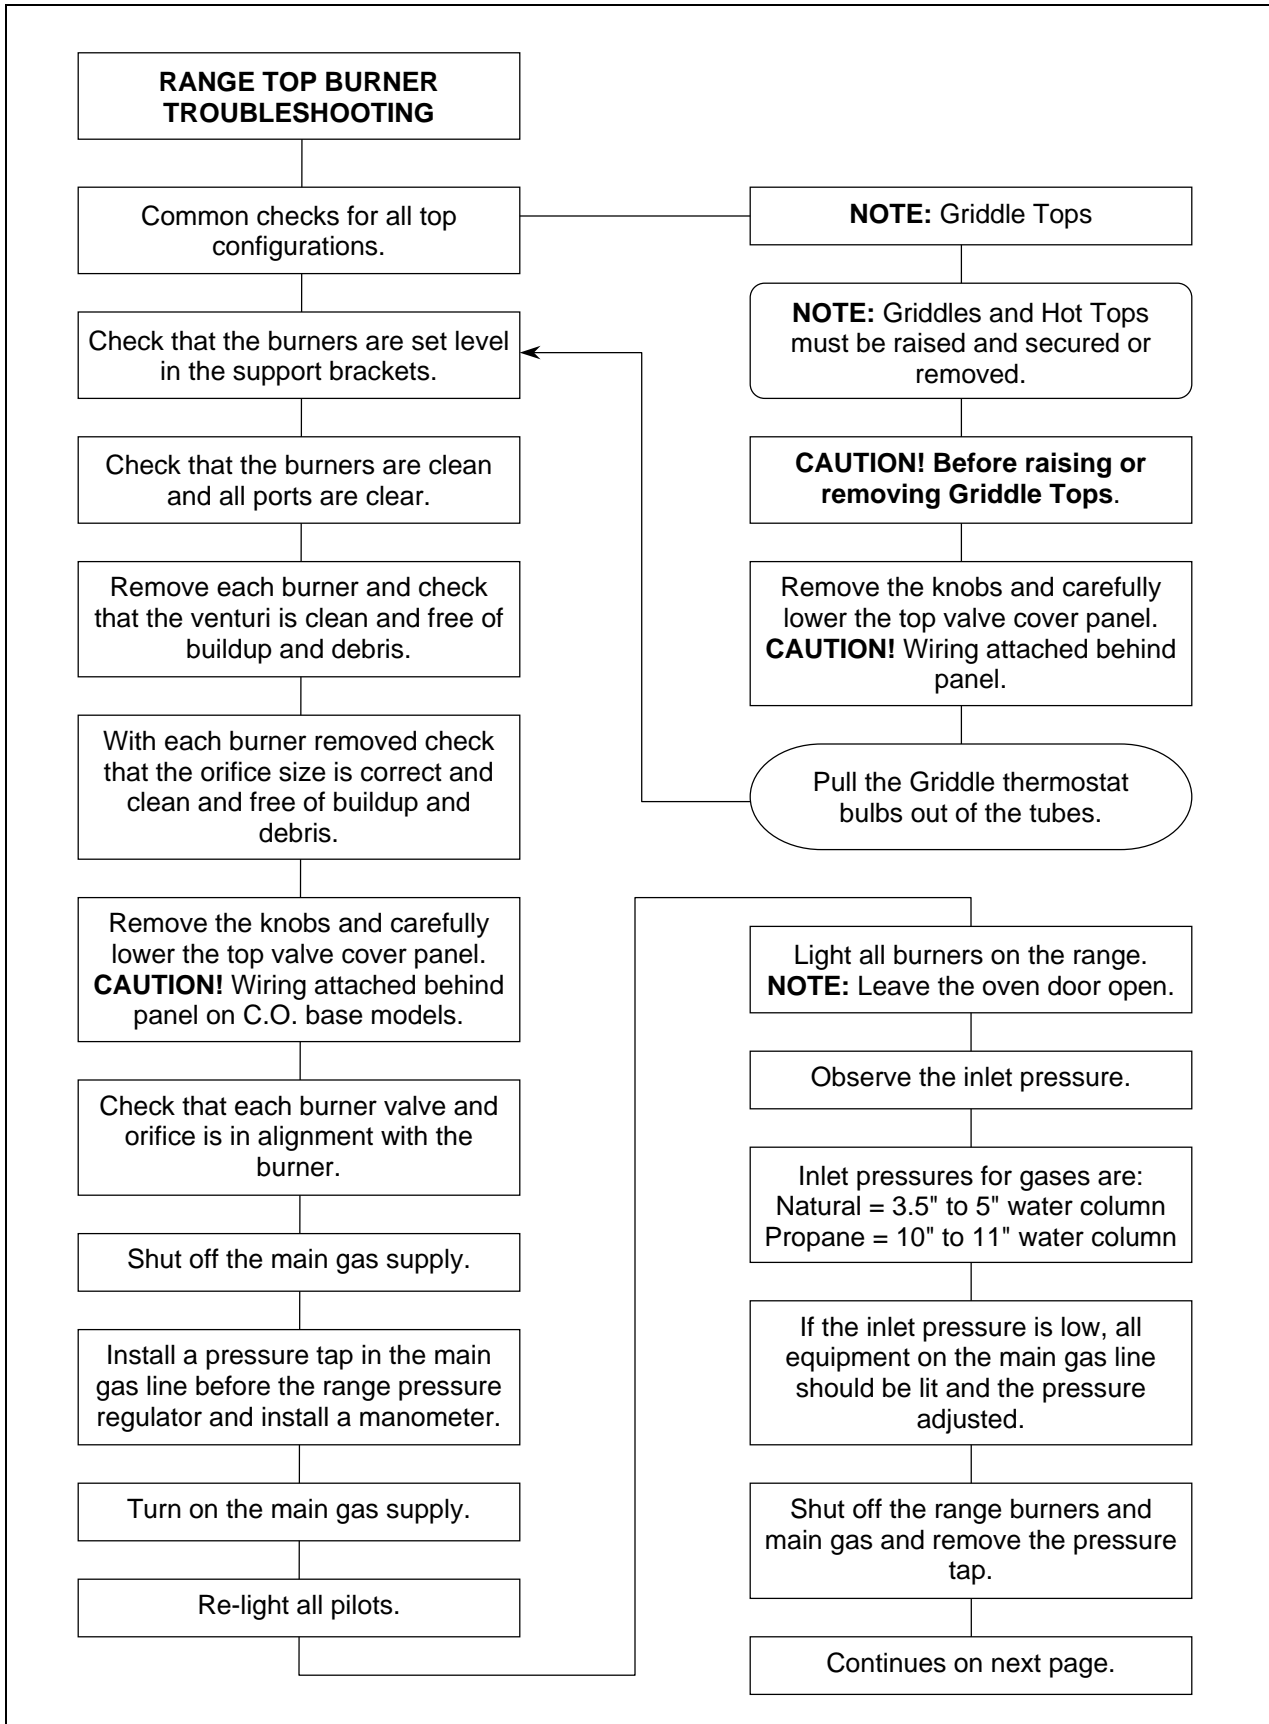 RANGE TOP BURNER
TROUBLESHOOTING
Common checks for all top
configurations.
NOTE: Griddle Tops
NOTE: Griddles and Hot Tops
must be raised and secured or
removed.
CAUTION! Before raising or
removing Griddle Tops.
Remove the knobs and carefully
lower the top valve cover panel.
CAUTION! Wiring attached behind
panel.
Pull the Griddle thermostat
bulbs out of the tubes.
Check that the burners are set level
in the support brackets.
Check that the burners are clean
and all ports are clear.
Remove each burner and check
that the venturi is clean and free of
buildup and debris.
With each burner removed check
that the orifice size is correct and
clean and free of buildup and
debris.
Remove the knobs and carefully
lower the top valve cover panel.
CAUTION! Wiring attached behind
panel on C.O. base models.
Check that each burner valve and
orifice is in alignment with the
burner.
Shut off the main gas supply.
Install a pressure tap in the main
gas line before the range pressure
regulator and install a manometer.
Turn on the main gas supply.
Re-light all pilots.
Light all burners on the range.
NOTE: Leave the oven door open.
Observe the inlet pressure.
Inlet pressures for gases are:
Natural = 3.5" to 5" water column
Propane = 10" to 11" water column
If the inlet pressure is low, all
equipment on the main gas line
should be lit and the pressure
adjusted.
Shut off the range burners and
main gas and remove the pressure
tap.
Continues on next page.